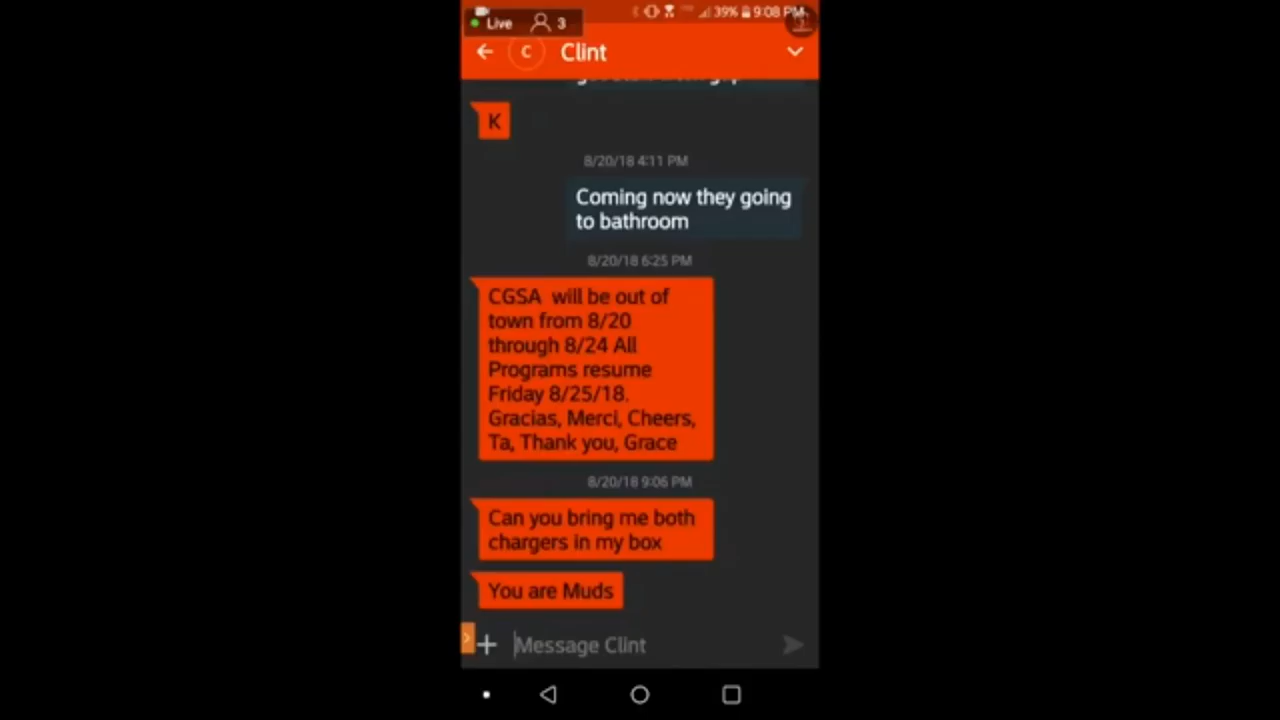 Live 3
39% 9:08 PM
C Clint
K
8/20/18 4:11 PM
Coming now they going
to bathroom
8/20/18 6:25 PM
CGSA will be out of
town from 8/20
through 8/24 All
Programs resume
Friday 8/25/18.
Gracias, Merci, Cheers,
Ta, Thank you, Grace
8/20/18 9:06 PM
Can you bring me both
chargers in my box
You are Muds
Message Clint